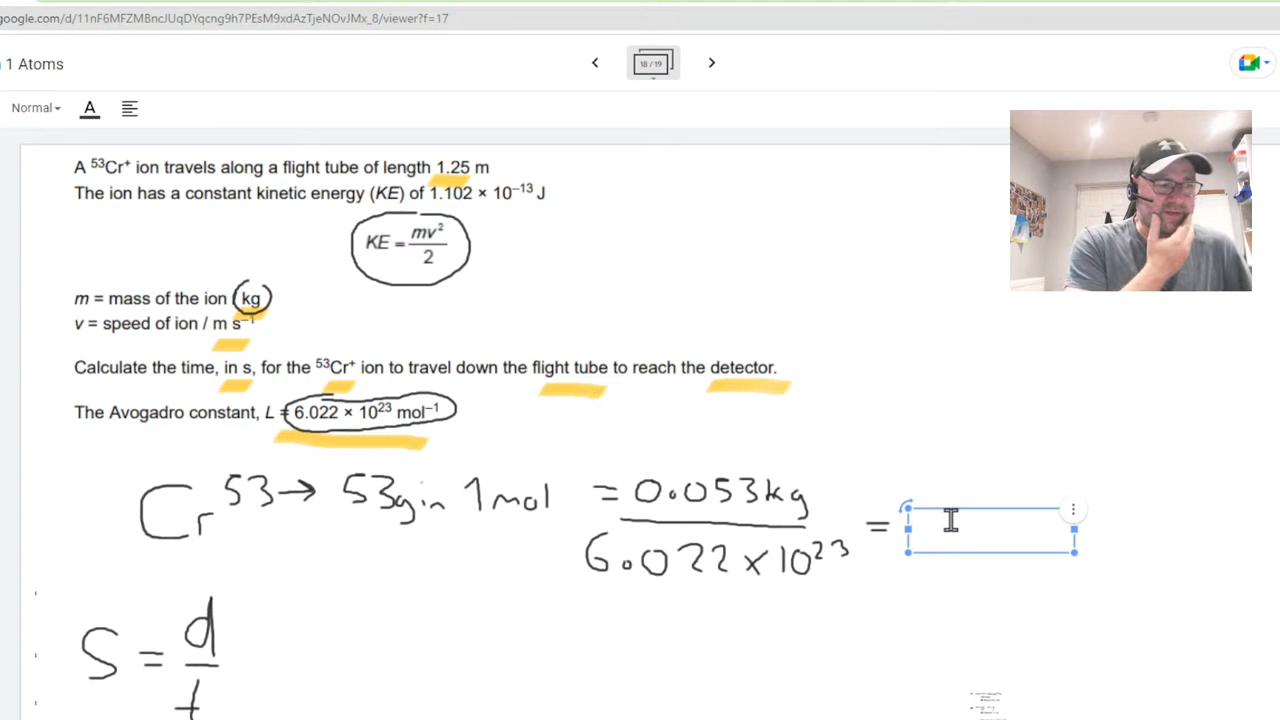 google.com/d/11nF6MFZMBncJUqDYqcng9h7PEsM9xdAzTjeNOvJMx_8/viewer?f=17
1 Atoms
18 / 19
Normal
A
A ⁵³Cr⁺ ion travels along a flight tube of length 1.25 m
The ion has a constant kinetic energy (KE) of 1.102 × 10⁻¹³ J
KE = mv²/2
m = mass of the ion (kg)
v = speed of ion / m s⁻¹
Calculate the time, in s, for the ⁵³Cr⁺ ion to travel down the flight tube to reach the detector.
The Avogadro constant, L = 6.022 × 10²³ mol⁻¹
Cr⁵³ → 53g in 1 mol = 0.053kg
6.022 × 10²³ =
S = d
t